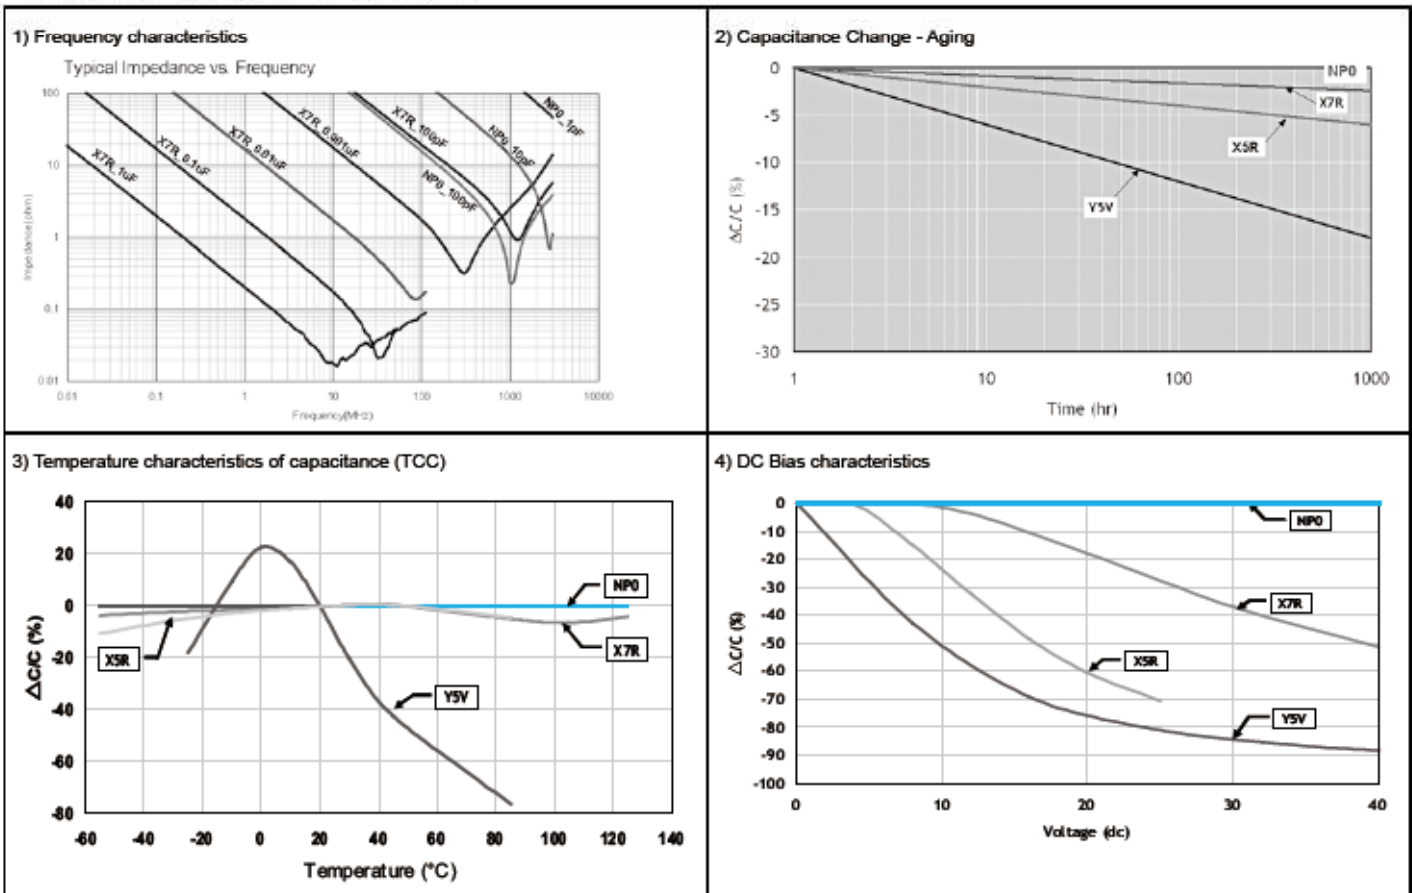 1) Frequency characteristics
Typical Impedance vs. Frequency
100
10
1
0.1
0.01
Impedance(ohm)
X7R_1uF
X7R_0.1uF
X7R_0.01uF
X7R_0.001uF
X7R_100pF
NP0_100pF
NP0_10pF
NP0_1pF
0.01 0.1 1 10 100 1000 10000
Frequency(MHz)
2) Capacitance Change - Aging
0
-5
-10
-15
-20
-25
-30
ΔC/C (%)
NP0
X7R
X5R
Y5V
1 10 100 1000
Time (hr)
3) Temperature characteristics of capacitance (TCC)
40
20
0
-20
-40
-60
-80
ΔC/C (%)
NP0
X5R
X7R
Y5V
-60 -40 -20 0 20 40 60 80 100 120 140
Temperature (°C)
4) DC Bias characteristics
0
-10
-20
-30
-40
-50
-60
-70
-80
-90
-100
ΔC/C (%)
NP0
X7R
X5R
Y5V
0 10 20 30 40
Voltage (dc)